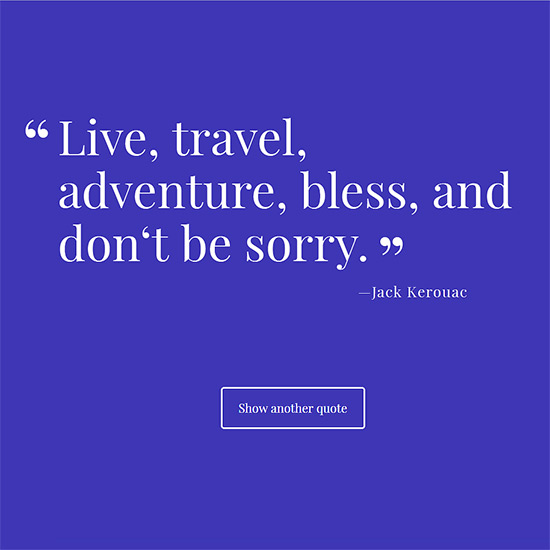 “ Live, travel,
adventure, bless, and
don‘t be sorry. ”
—Jack Kerouac
Show another quote